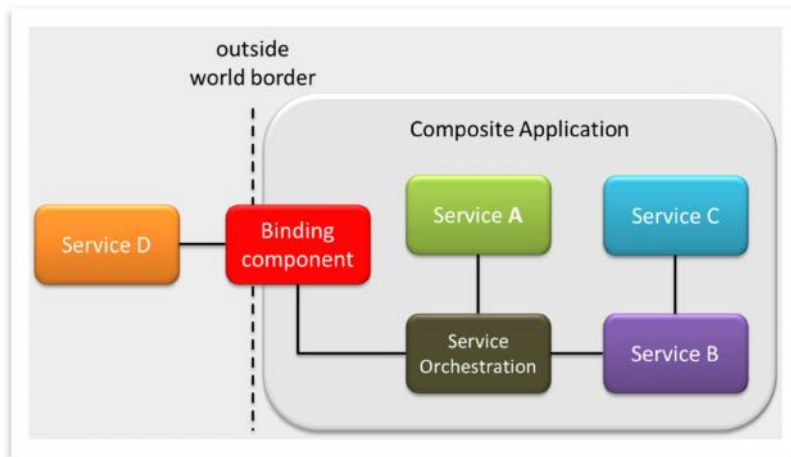 outside
world border
Composite Application
Service D
Binding
component
Service A
Service C
Service
Orchestration
Service B